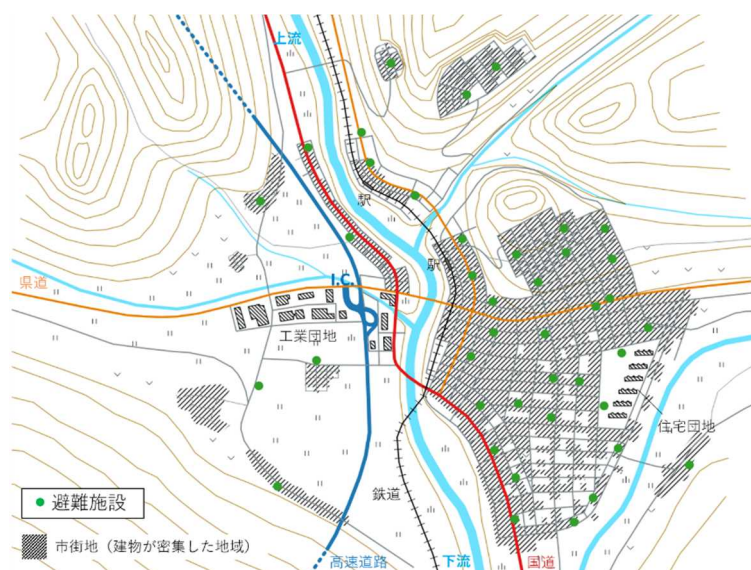 上流
駅
駅
I.C.
県道
工業団地
住宅団地
避難施設
鉄道
市街地（建物が密集した地域）
高速道路
下流
国道